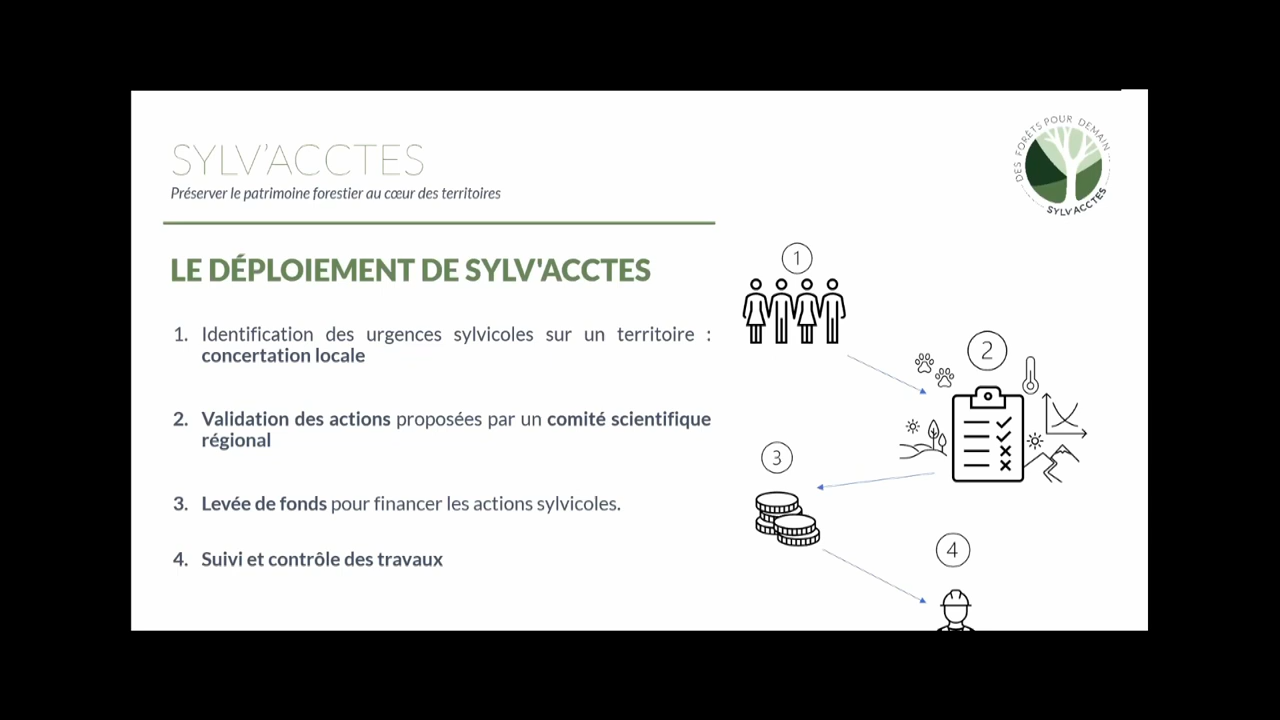 SYLV'ACCTES
Préserver le patrimoine forestier au cœur des territoires
DES FORÊTS POUR DEMAIN
SYLV'ACCTES
LE DÉPLOIEMENT DE SYLV'ACCTES
1. Identification des urgences sylvicoles sur un territoire :
concertation locale
2. Validation des actions proposées par un comité scientifique
régional
3. Levée de fonds pour financer les actions sylvicoles.
4. Suivi et contrôle des travaux
1
2
3
4